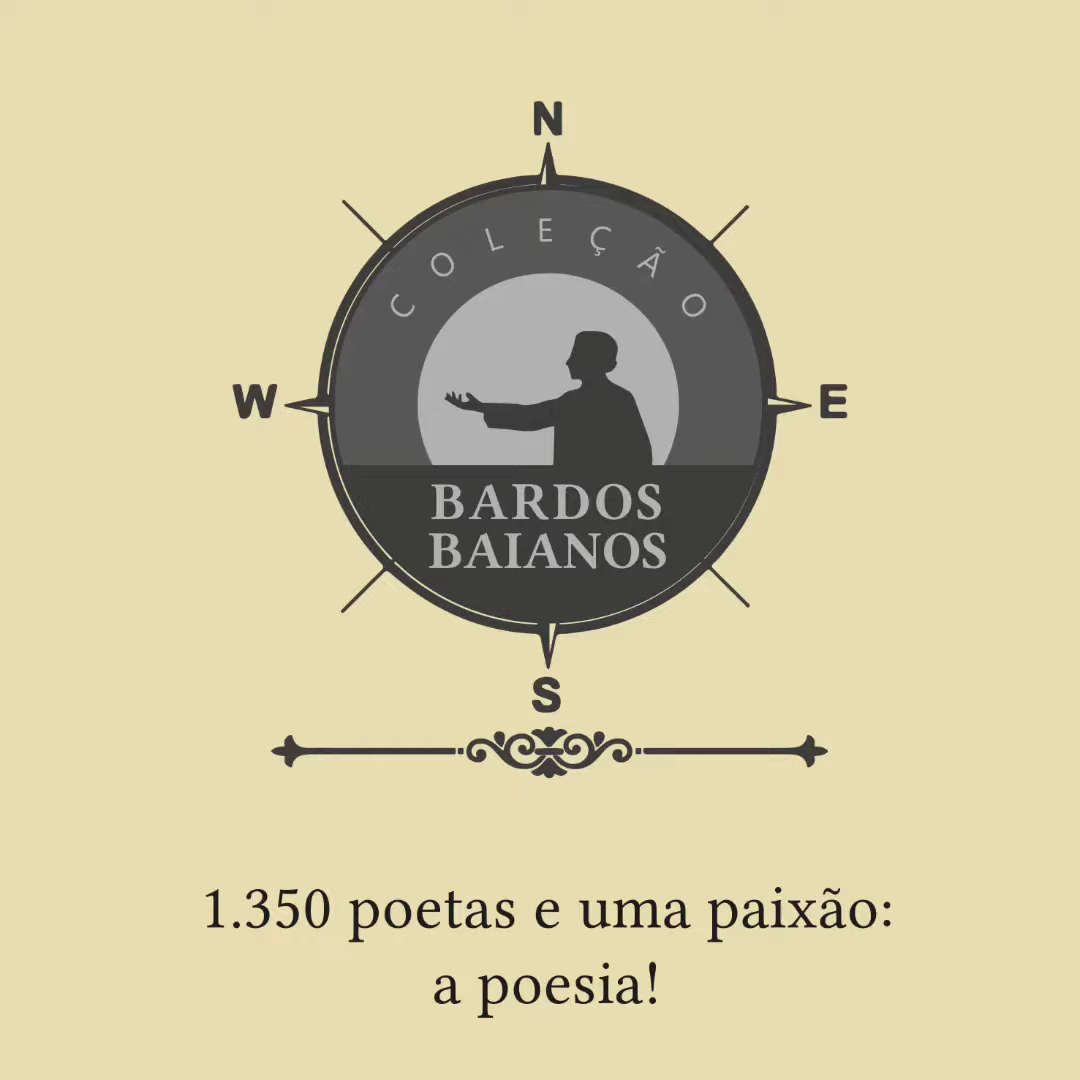 N
COLEÇÃO
W
E
BARDOS
BAIANOS
S
1.350 poetas e uma paixão:
a poesia!